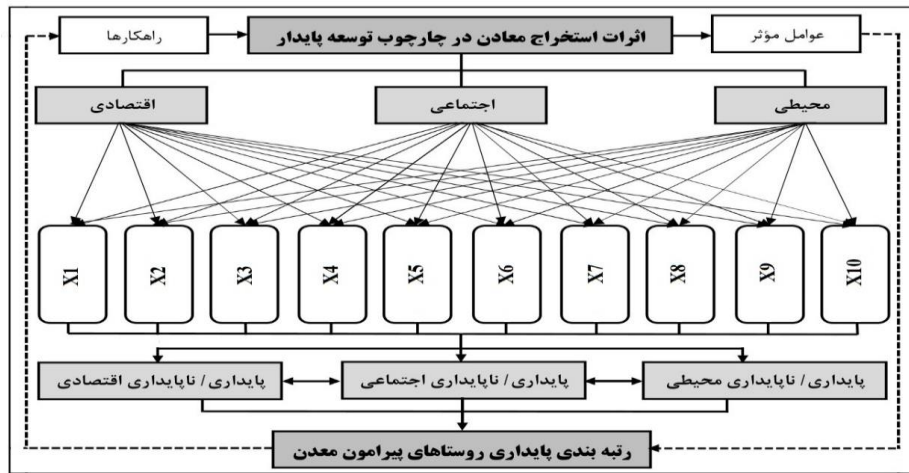 عوامل مؤثر
اثرات استخراج معادن در چارچوب توسعه پایدار
راهکارها
محیطی
اجتماعی
اقتصادی
X1
X2
X3
X4
X5
X6
X7
X8
X9
X10
پایداری / ناپایداری محیطی
پایداری / ناپایداری اجتماعی
پایداری / ناپایداری اقتصادی
رتبه بندی پایداری روستاهای پیرامون معدن